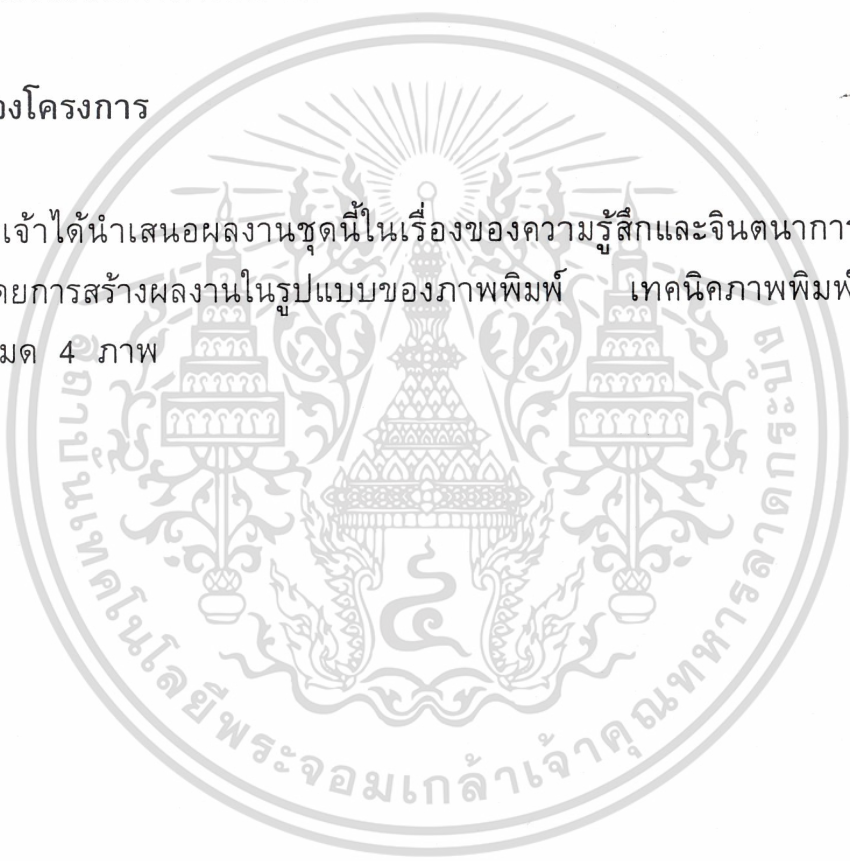 องโครงการ
เจ้าได้นำเสนอผลงานชุดนี้ในเรื่องของความรู้สึกและจินตนาการ
ดยการสร้างผลงานในรูปแบบของภาพพิมพ์ เทคนิคภาพพิมพ์
มด 4 ภาพ
สถาบันเทคโนโลยีพระจอมเกล้าเจ้าคุณทหารลาดกระบัง